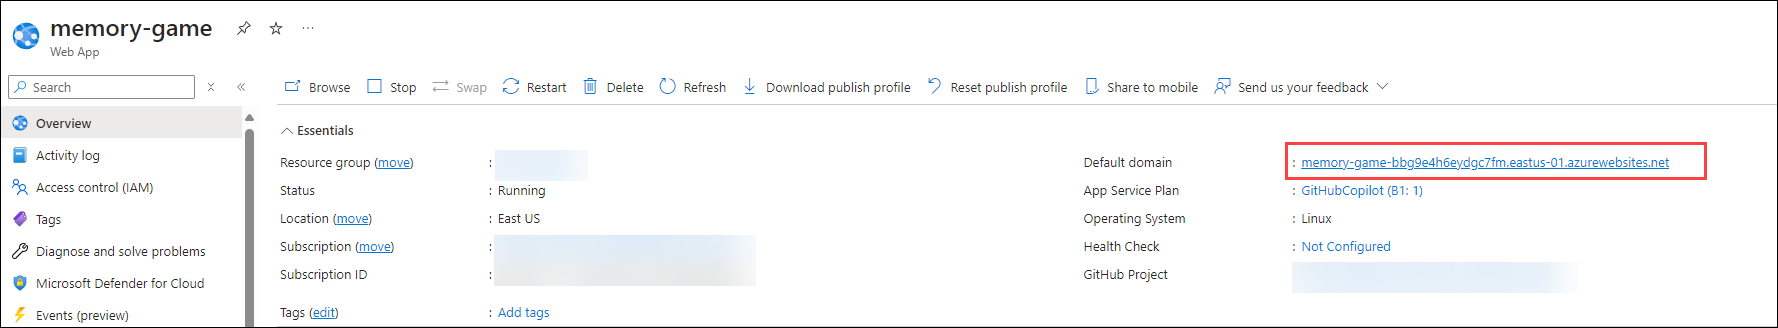 memory-game
Web App
Search
Browse Stop Swap Restart Delete Refresh Download publish profile Reset publish profile Share to mobile Send us your feedback
Overview
Activity log
Access control (IAM)
Tags
Diagnose and solve problems
Microsoft Defender for Cloud
Events (preview)
Essentials
Resource group (move) :
Status : Running
Location (move) : East US
Subscription (move) :
Subscription ID :
Tags (edit) : Add tags
Default domain : memory-game-bbg9e4h6eydgc7fm.eastus-01.azurewebsites.net
App Service Plan : GitHubCopilot (B1: 1)
Operating System : Linux
Health Check : Not Configured
GitHub Project :